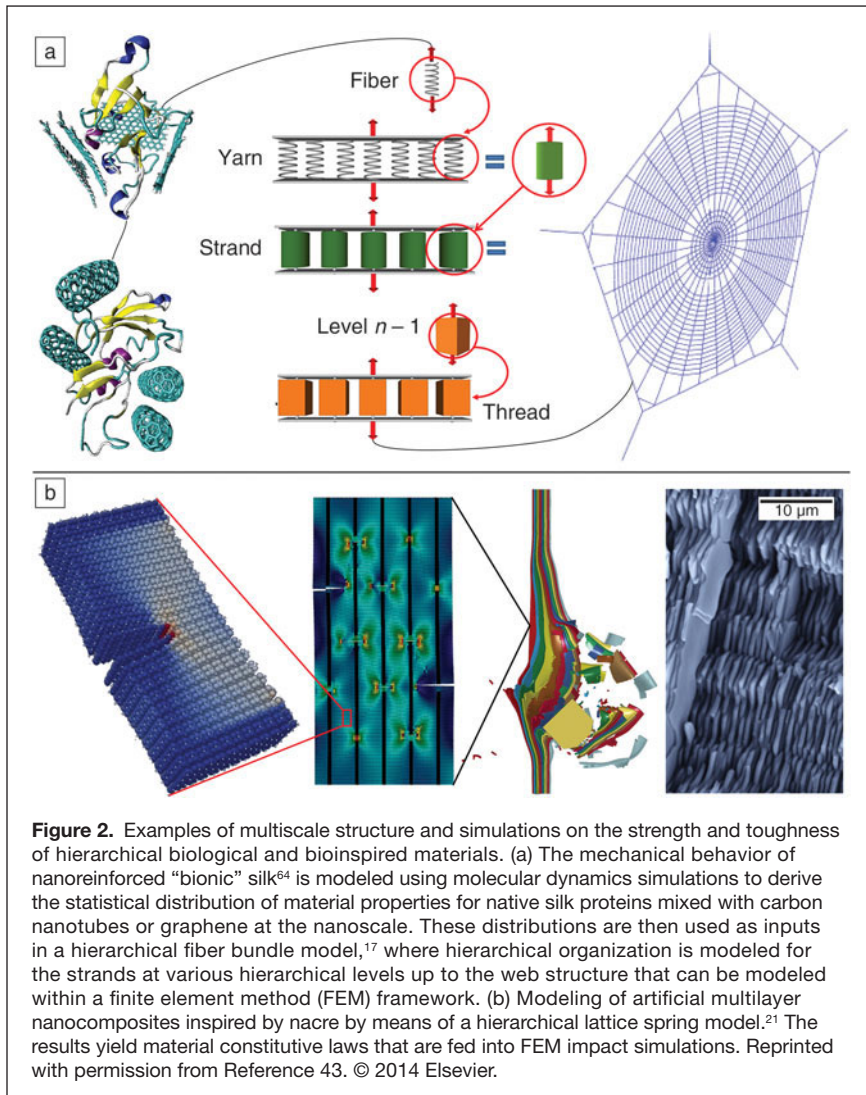 a
Fiber
Yarn
Strand
Level n – 1
Thread
b
10 µm
Figure 2. Examples of multiscale structure and simulations on the strength and toughness
of hierarchical biological and bioinspired materials. (a) The mechanical behavior of
nanoreinforced “bionic” silk⁶⁴ is modeled using molecular dynamics simulations to derive
the statistical distribution of material properties for native silk proteins mixed with carbon
nanotubes or graphene at the nanoscale. These distributions are then used as inputs
in a hierarchical fiber bundle model,¹⁷ where hierarchical organization is modeled for
the strands at various hierarchical levels up to the web structure that can be modeled
within a finite element method (FEM) framework. (b) Modeling of artificial multilayer
nanocomposites inspired by nacre by means of a hierarchical lattice spring model.²¹ The
results yield material constitutive laws that are fed into FEM impact simulations. Reprinted
with permission from Reference 43. © 2014 Elsevier.